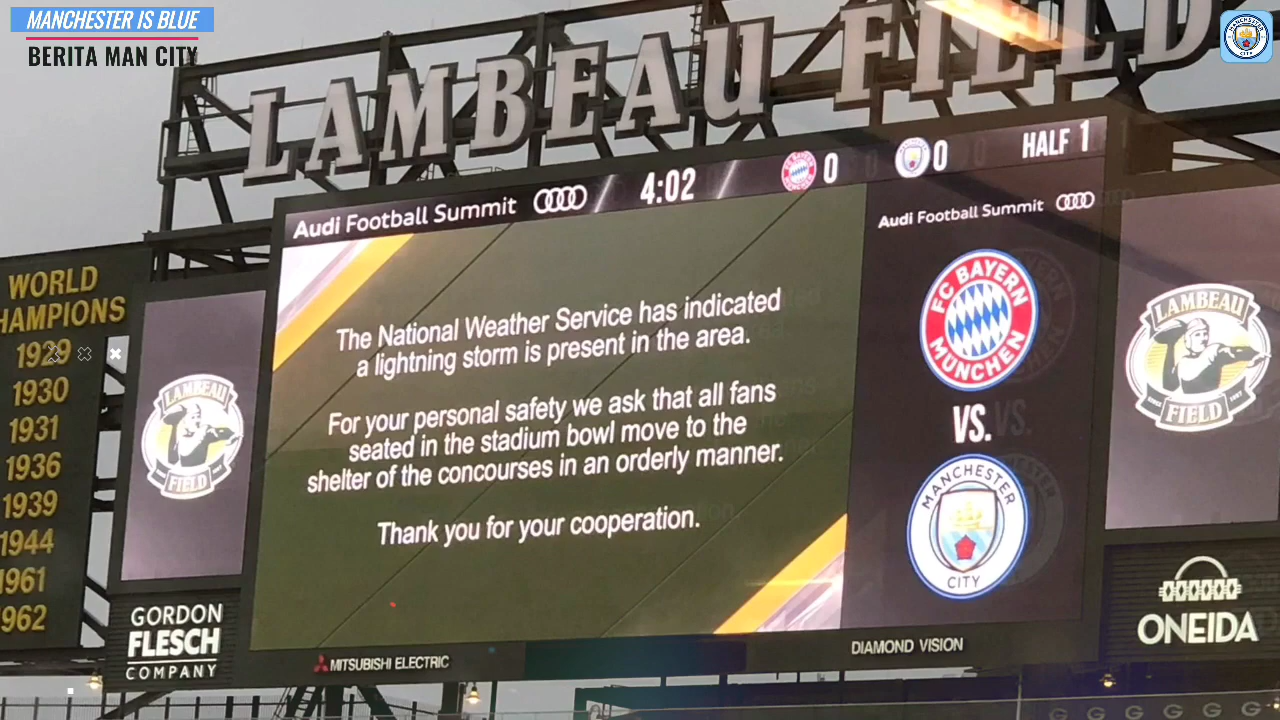 MANCHESTER IS BLUE
BERITA MAN CITY
MANCHESTER
CITY
LAMBEAU FIELD
Audi Football Summit
4:02
0
0
HALF 1
Audi Football Summit
The National Weather Service has indicated
a lightning storm is present in the area.
For your personal safety we ask that all fans
seated in the stadium bowl move to the
shelter of the concourses in an orderly manner.
Thank you for your cooperation.
FC BAYERN
MÜNCHEN
VS.
MANCHESTER
CITY
WORLD
HAMPIONS
1929
1930
1931
1936
1939
1944
1961
1962
LAMBEAU
FIELD
LAMBEAU
FIELD
GORDON
FLESCH
COMPANY
MITSUBISHI ELECTRIC
DIAMOND VISION
ONEIDA
G G G G G